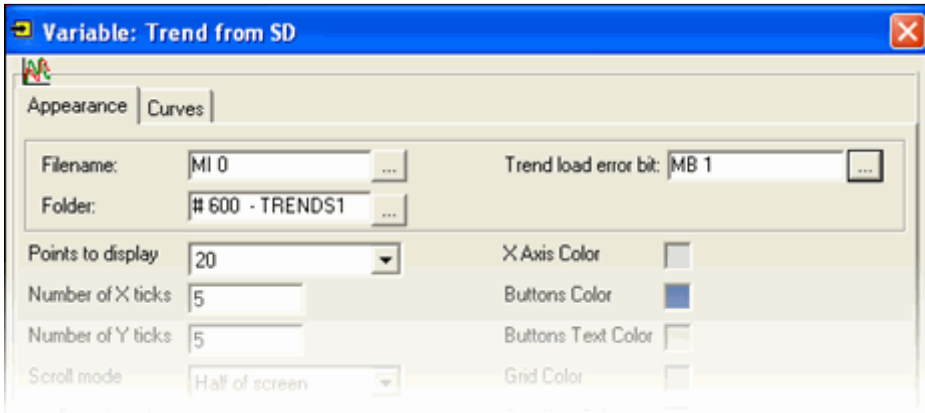 Variable: Trend from SD
Appearance
Curves
Filename:
MI 0
...
Trend load error bit:
MB 1
...
Folder:
# 600 - TRENDS1
...
Points to display
20
X Axis Color
Number of X ticks
5
Buttons Color
Number of Y ticks
5
Buttons Text Color
Scroll mode
Half of screen
Grid Color